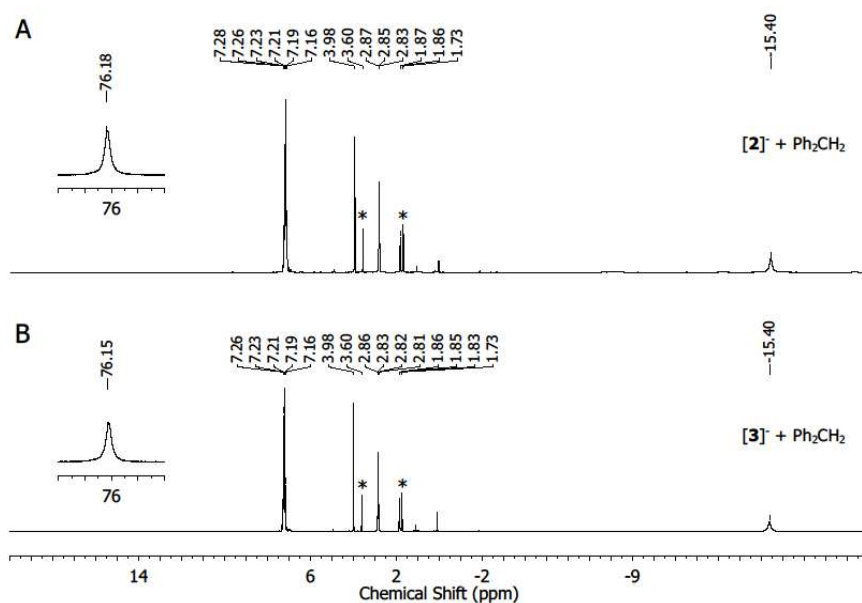 A
76.18
7.28 7.26 7.23 7.21 7.19 7.16 3.98 3.60 2.87 2.85 2.83 1.87 1.86 1.73
-15.40
[2]- + Ph2CH2
* *
76
B
76.15
7.26 7.23 7.21 7.19 7.16 3.98 3.60 2.86 2.83 2.82 2.81 1.86 1.85 1.83 1.73
-15.40
[3]- + Ph2CH2
* *
76
14 6 2 -2 -9
Chemical Shift (ppm)